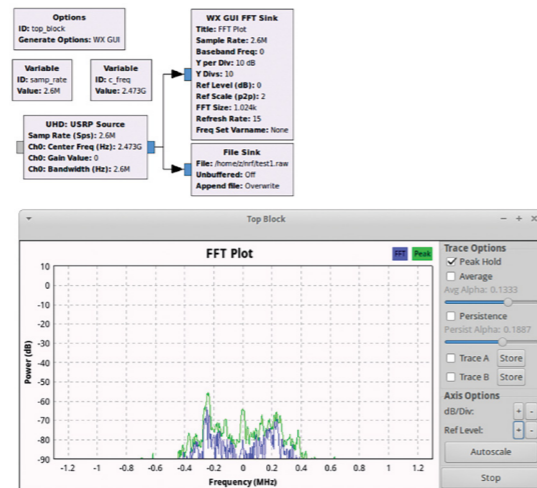 Options
ID: top_block
Generate Options: WX GUI
Variable
ID: samp_rate
Value: 2.6M
Variable
ID: c_freq
Value: 2.473G
WX GUI FFT Sink
Title: FFT Plot
Sample Rate: 2.6M
Baseband Freq: 0
Y per Div: 10 dB
Y Divs: 10
Ref Level (dB): 0
Ref Scale (p2p): 2
FFT Size: 1.024k
Refresh Rate: 15
Freq Set Varname: None
UHD: USRP Source
Samp Rate (Sps): 2.6M
Ch0: Center Freq (Hz): 2.473G
Ch0: Gain Value: 0
Ch0: Bandwidth (Hz): 2.6M
File Sink
File: /home/z/nrf/test1.raw
Unbuffered: Off
Append file: Overwrite
Top Block
FFT Plot
FFT Peak
Power (dB)
10
0
-10
-20
-30
-40
-50
-60
-70
-80
-90
-1.2 -1 -0.8 -0.6 -0.4 -0.2 0 0.2 0.4 0.6 0.8 1 1.2
Frequency (MHz)
Trace Options
Peak Hold
Average
Avg Alpha: 0.1333
Persistence
Persist Alpha: 0.1887
Trace A Store
Trace B Store
Axis Options
dB/Div: + -
Ref Level: + -
Autoscale
Stop